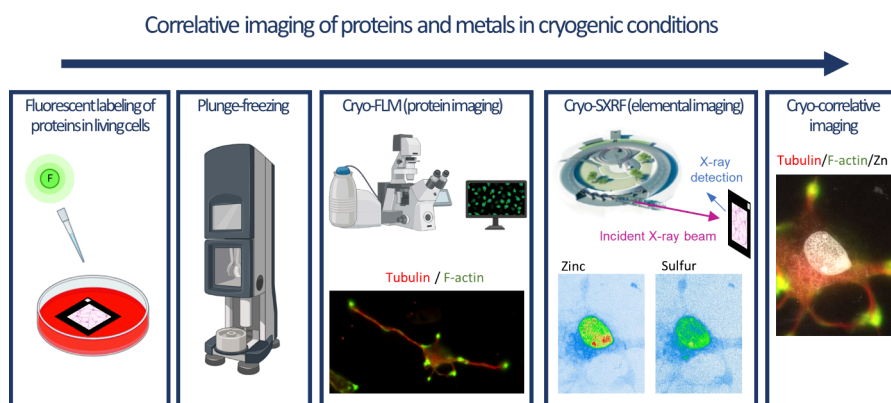 Correlative imaging of proteins and metals in cryogenic conditions
Fluorescent labeling of
proteins in living cells
F
Plunge-freezing
Cryo-FLM (protein imaging)
Tubulin / F-actin
Cryo-SXRF (elemental imaging)
X-ray
detection
Incident X-ray beam
Zinc
Sulfur
Cryo-correlative
imaging
Tubulin/F-actin/Zn